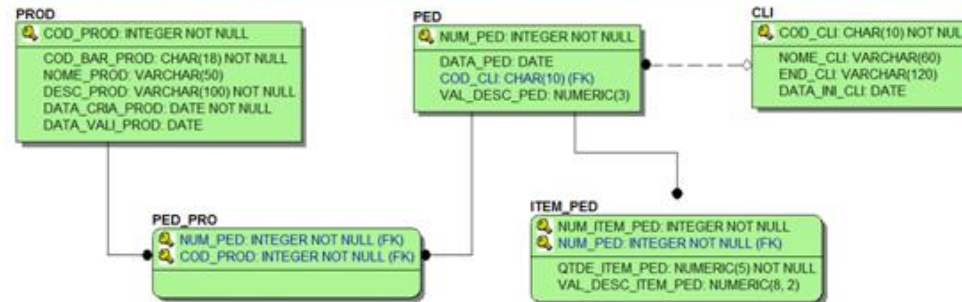 PROD
COD_PROD: INTEGER NOT NULL
COD_BAR_PROD: CHAR(18) NOT NULL
NOME_PROD: VARCHAR(50)
DESC_PROD: VARCHAR(100) NOT NULL
DATA_CRIA_PROD: DATE NOT NULL
DATA_VALI_PROD: DATE
PED
NUM_PED: INTEGER NOT NULL
DATA_PED: DATE
COD_CLI: CHAR(10) (FK)
VAL_DESC_PED: NUMERIC(3)
CLI
COD_CLI: CHAR(10) NOT NUL
NOME_CLI: VARCHAR(60)
END_CLI: VARCHAR(120)
DATA_INI_CLI: DATE
PED_PRO
NUM_PED: INTEGER NOT NULL (FK)
COD_PROD: INTEGER NOT NULL (FK)
ITEM_PED
NUM_ITEM_PED: INTEGER NOT NULL
NUM_PED: INTEGER NOT NULL (FK)
QTDE_ITEM_PED: NUMERIC(5) NOT NULL
VAL_DESC_ITEM_PED: NUMERIC(8, 2)